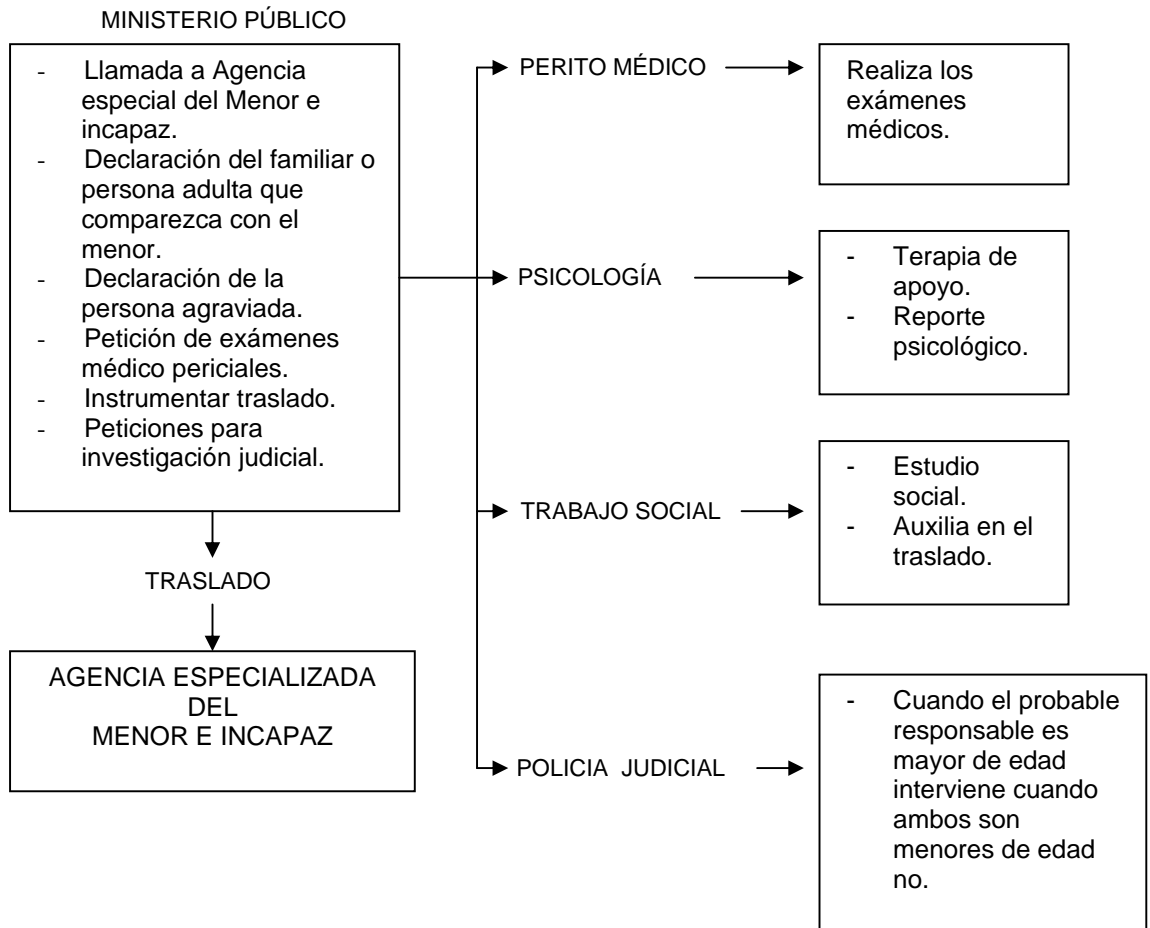 MINISTERIO PÚBLICO
- Llamada a Agencia
especial del Menor e
incapaz.
- Declaración del familiar o
persona adulta que
comparezca con el
menor.
- Declaración de la
persona agraviada.
- Petición de exámenes
médico periciales.
- Instrumentar traslado.
- Peticiones para
investigación judicial.
TRASLADO
AGENCIA ESPECIALIZADA
DEL
MENOR E INCAPAZ
PERITO MÉDICO
Realiza los
exámenes
médicos.
PSICOLOGÍA
- Terapia de
apoyo.
- Reporte
psicológico.
TRABAJO SOCIAL
- Estudio
social.
- Auxilia en el
traslado.
POLICIA JUDICIAL
- Cuando el probable
responsable es
mayor de edad
interviene cuando
ambos son
menores de edad
no.